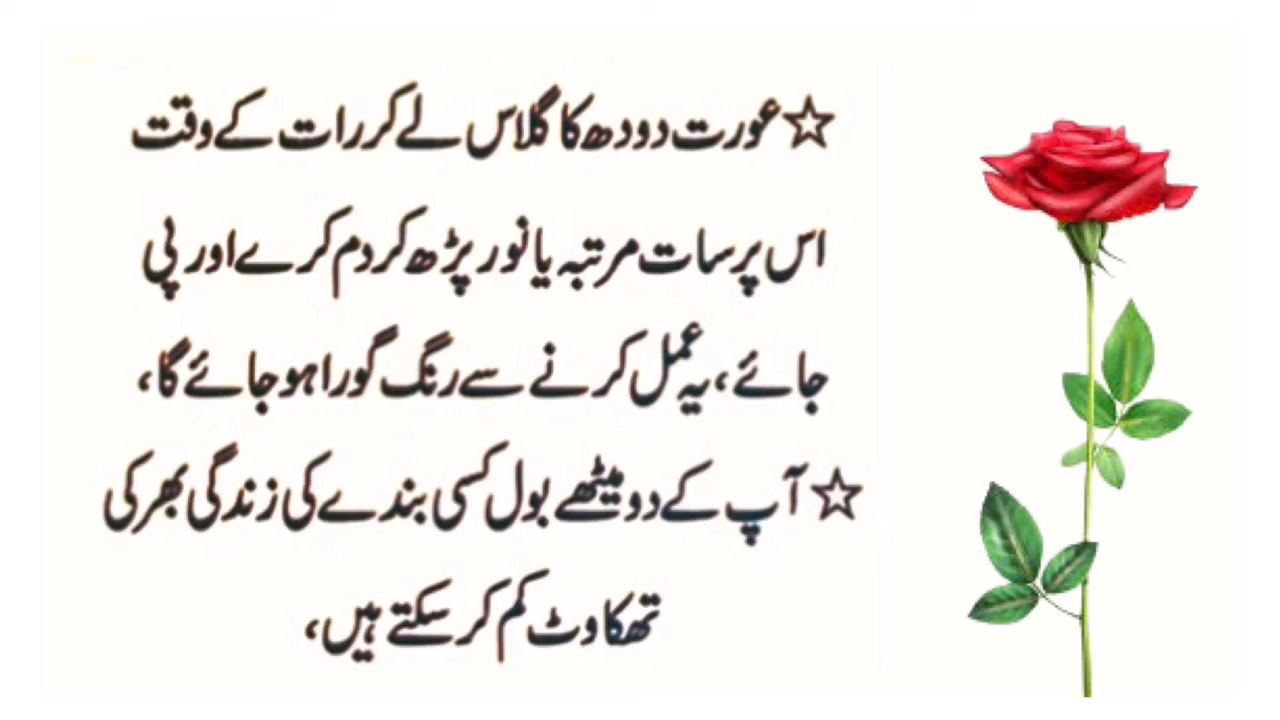 ☆عورت دودھ کا گلاس لے کر رات کے وقت
اس پر سات مرتبہ یا نور پڑھ کر دم کرے اور پی
جائے، یہ عمل کرنے سے رنگ گورا ہو جائے گا،
☆آپ کے دو میٹھے بول کسی بندے کی زندگی بھر کی
تھکاوٹ کم کر سکتے ہیں،